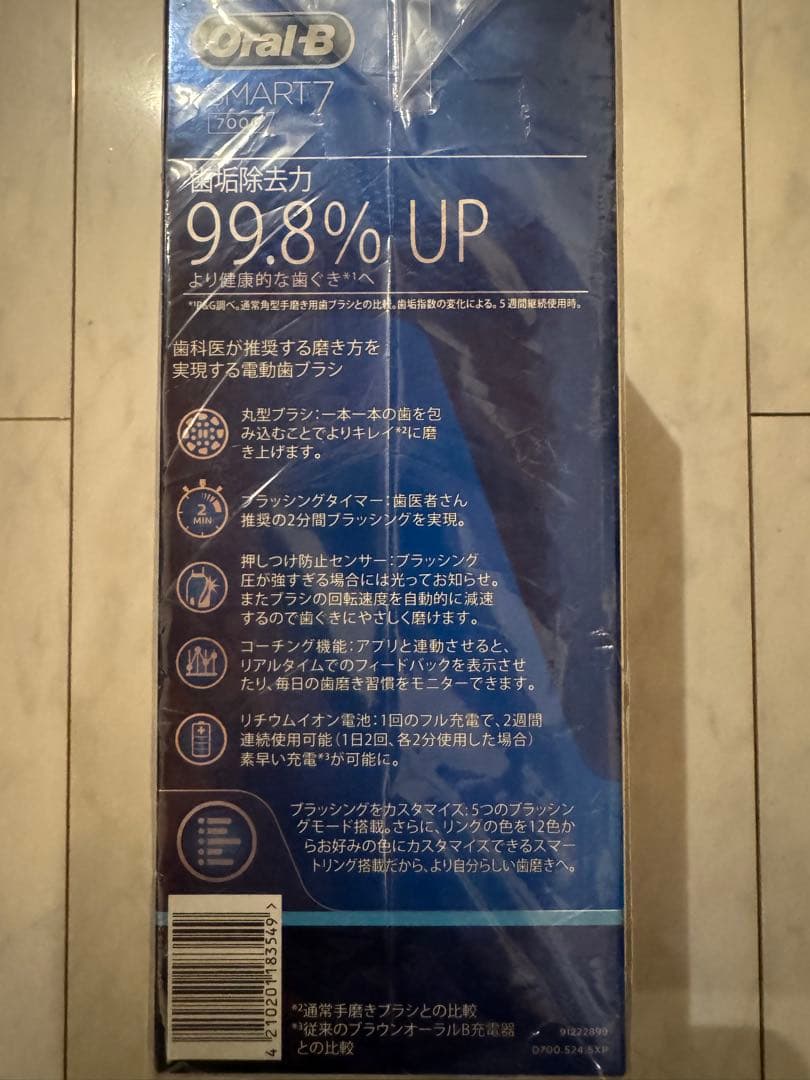 Oral-B
SMART7
7000
歯垢除去力
99.8% UP
より健康的な歯ぐき*1へ
*1P&G調べ。通常角型手磨き用歯ブラシとの比較。歯垢指数の変化による。5週間継続使用時。
歯科医が推奨する磨き方を
実現する電動歯ブラシ
丸型ブラシ:一本一本の歯を包
み込むことでよりキレイ*2に磨
き上げます。
2
MIN
ブラッシングタイマー:歯医者さん
推奨の2分間ブラッシングを実現。
押しつけ防止センサー:ブラッシング
圧が強すぎる場合には光ってお知らせ。
またブラシの回転速度を自動的に減速
するので歯ぐきにやさしく磨けます。
コーチング機能:アプリと連動させると、
リアルタイムでのフィードバックを表示させ
たり、毎日の歯磨き習慣をモニターできます。
リチウムイオン電池:1回のフル充電で、2週間
連続使用可能(1日2回、各2分使用した場合)
素早い充電*3が可能に。
ブラッシングをカスタマイズ:5つのブラッシン
グモード搭載。さらに、リングの色を12色か
らお好みの色にカスタマイズできるスマー
トリング搭載だから、より自分らしい歯磨きへ。
4 210201 183549 >
*2通常手磨きブラシとの比較
*3従来のブラウンオーラルB充電器
との比較
91222899
D700.524.5XP